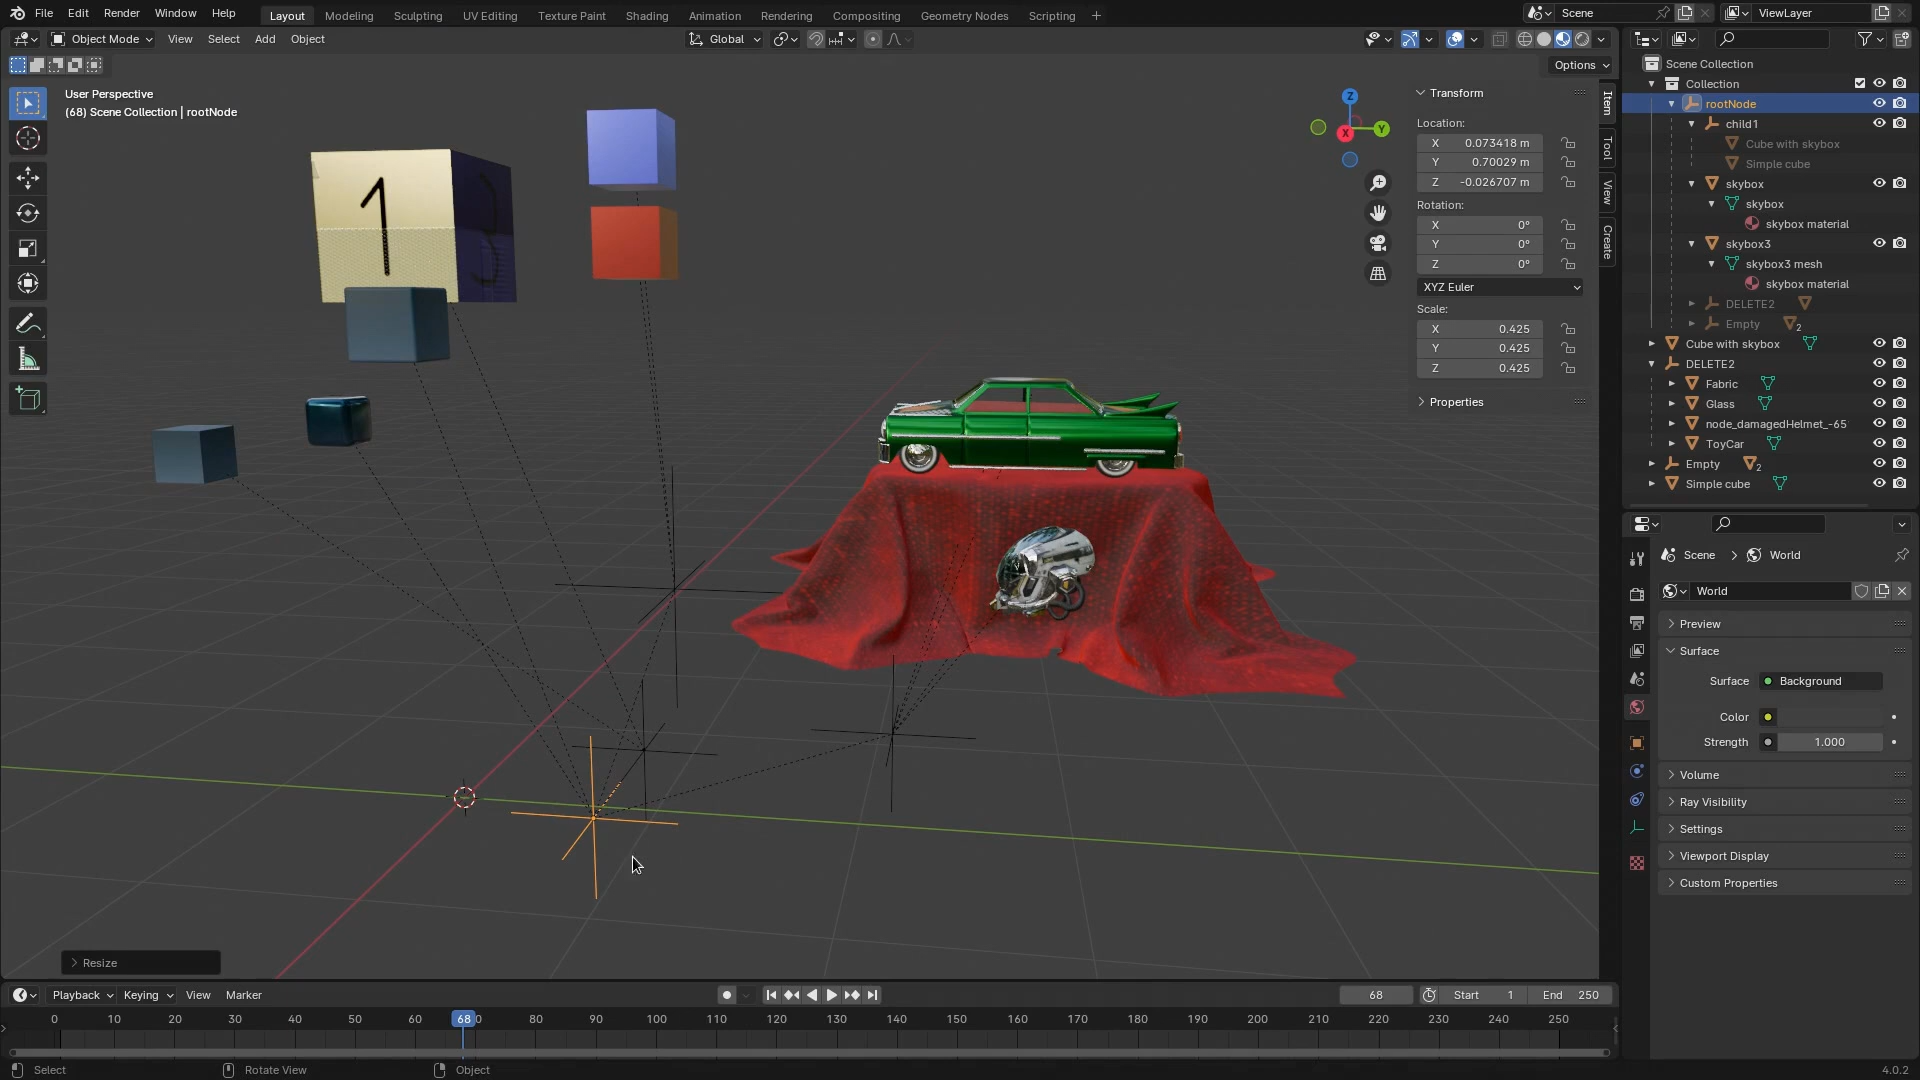 File Edit Render Window Help Layout Modeling Sculpting UV Editing Texture Paint Shading Animation Rendering Compositing Geometry Nodes Scripting + Scene ViewLayer
Object Mode View Select Add Object Global
Options
User Perspective
(68) Scene Collection | rootNode
1
Z
Y
X
Transform
Location:
X 0.073418 m
Y 0.70029 m
Z -0.026707 m
Rotation:
X 0°
Y 0°
Z 0°
XYZ Euler
Scale:
X 0.425
Y 0.425
Z 0.425
Properties
Item
Tool
View
Create
Scene Collection
Collection
rootNode
child1
Cube with skybox
Simple cube
skybox
skybox
skybox material
skybox3
skybox3 mesh
skybox material
DELETE2
Empty 2
Cube with skybox
DELETE2
Fabric
Glass
node_damagedHelmet_-65
ToyCar
Empty 2
Simple cube
Scene > World
World
Preview
Surface
Surface Background
Color
Strength 1.000
Volume
Ray Visibility
Settings
Viewport Display
Custom Properties
Resize
Playback Keying View Marker 68 Start 1 End 250
0 10 20 30 40 50 60 68 0 80 90 100 110 120 130 140 150 160 170 180 190 200 210 220 230 240 250
Select Rotate View Object 4.0.2